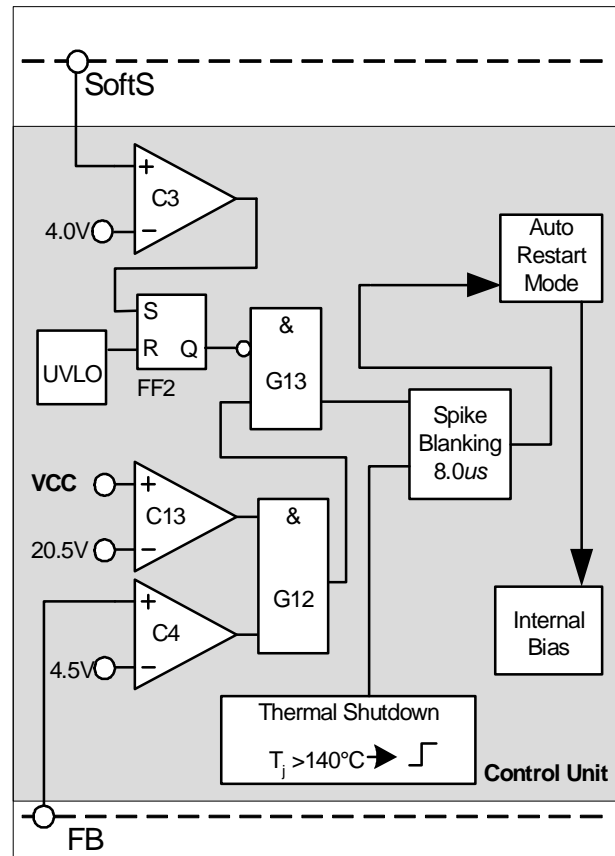 SoftS
+
C3
4.0V
−
Auto
Restart
Mode
S
R Q
&
UVLO
FF2
G13
Spike
Blanking
8.0us
VCC
+
C13
20.5V
−
&
G12
+
C4
4.5V
−
Internal
Bias
Thermal Shutdown
Tj >140°C
Control Unit
FB